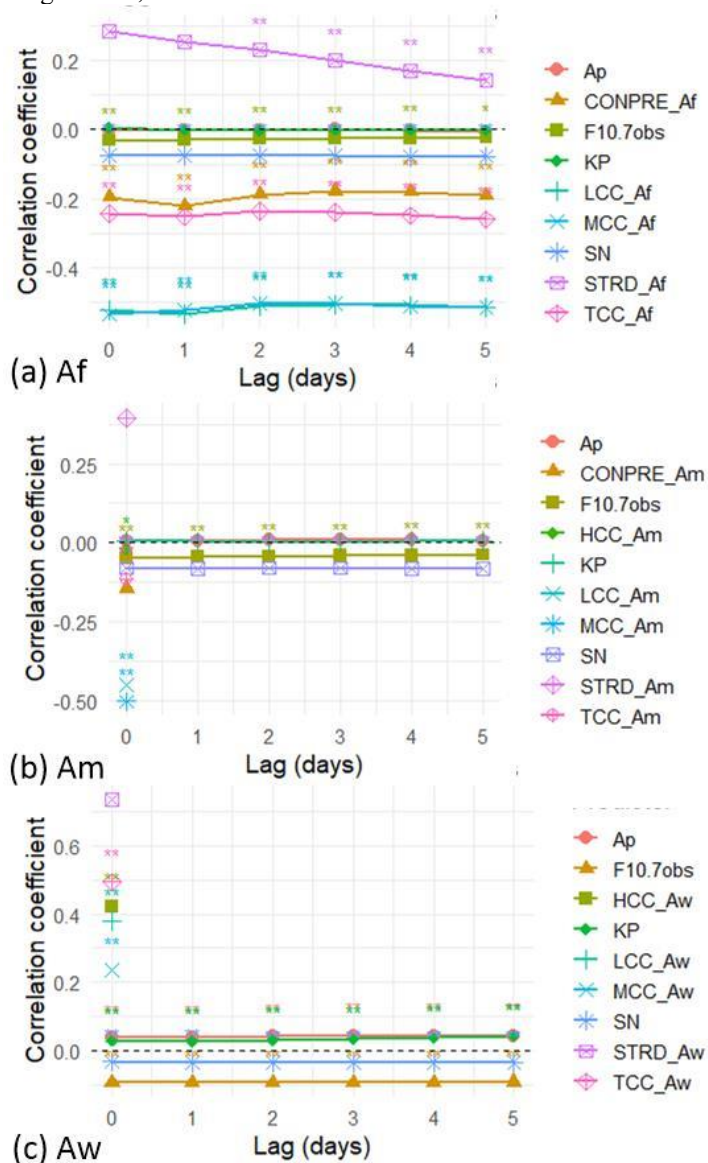 0.2
0.0
-0.2
-0.4
Correlation coefficient
0 1 2 3 4 5
Lag (days)
(a) Af
Ap
CONPRE_Af
F10.7obs
KP
LCC_Af
MCC_Af
SN
STRD_Af
TCC_Af
0.25
0.00
-0.25
-0.50
Correlation coefficient
0 1 2 3 4 5
Lag (days)
(b) Am
Ap
CONPRE_Am
F10.7obs
HCC_Am
KP
LCC_Am
MCC_Am
SN
STRD_Am
TCC_Am
0.6
0.4
0.2
0.0
Correlation coefficient
0 1 2 3 4 5
Lag (days)
(c) Aw
Ap
F10.7obs
HCC_Aw
KP
LCC_Aw
MCC_Aw
SN
STRD_Aw
TCC_Aw